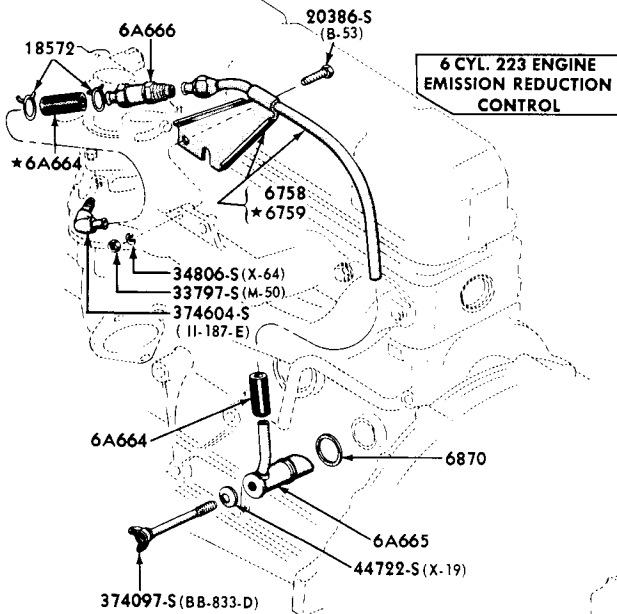 20386-S
(B-53)
6A666
18572
6 CYL. 223 ENGINE
EMISSION REDUCTION
CONTROL
★6A664
6758
★6759
34806-S (X-64)
33797-S (M-50)
374604-S
(II-187-E)
6A664
6870
6A665
44722-S (X-19)
374097-S (BB-833-D)